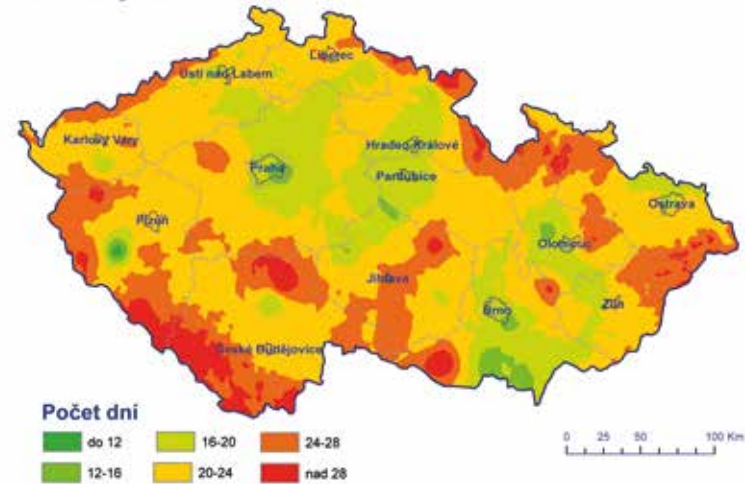 Liberec
Ústí nad Labem
Karlovy Vary
Hradec Králové
Praha
Pardubice
Ostrava
Plzeň
Olomouc
Jihlava
Zlín
Brno
České Budějovice
Počet dní
do 12
16-20
24-28
12-16
20-24
nad 28
0 25 50 100 Km